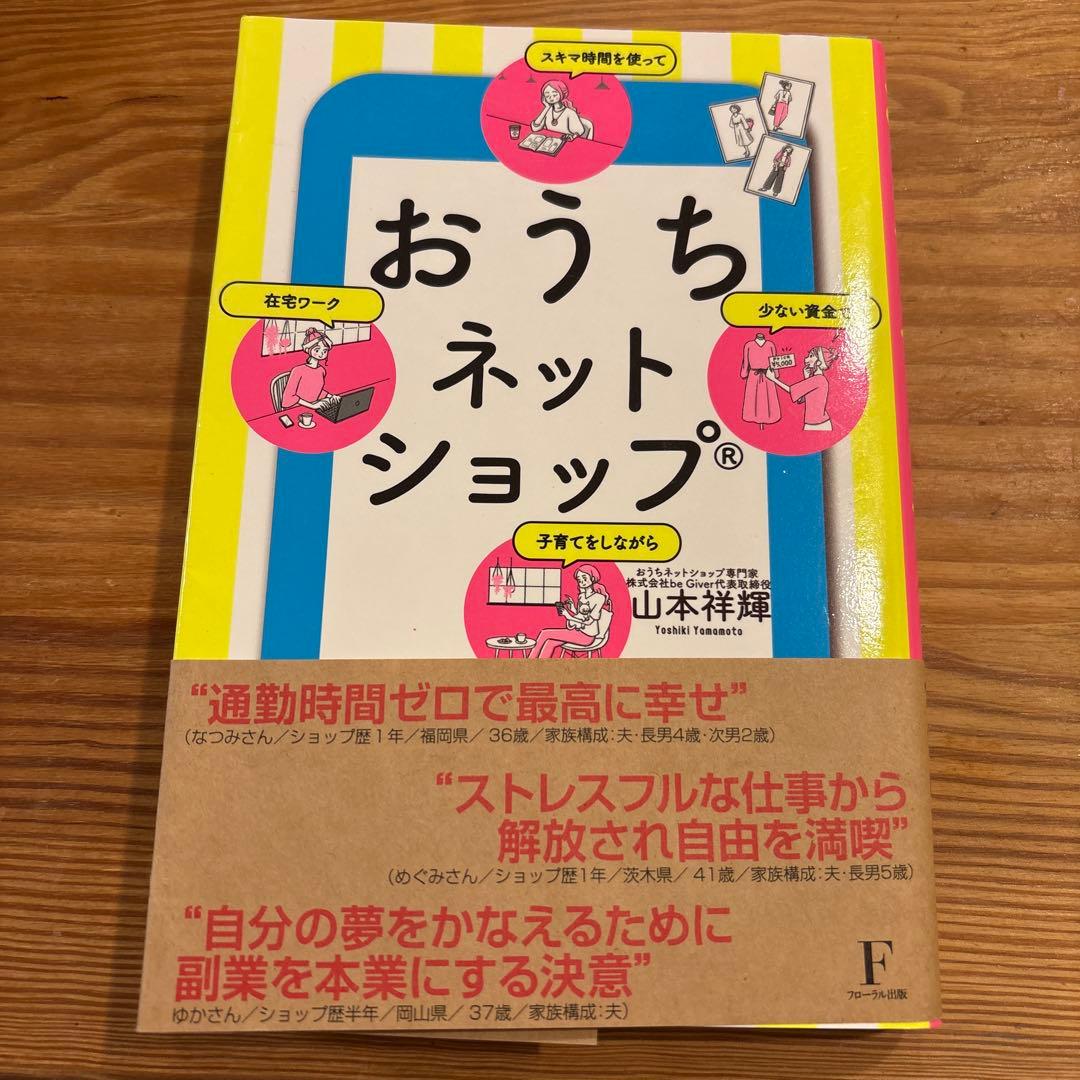 スキマ時間を使って
おうち
在宅ワーク
少ない資金で
¥5,000
ネット
ショップ®
子育てをしながら
おうちネットショップ専門家
株式会社be Giver代表取締役
山本祥輝
Yoshiki Yamamoto
“通勤時間ゼロで最高に幸せ”
(なつみさん／ショップ歴1年／福岡県／36歳／家族構成:夫・長男4歳・次男2歳)
“ストレスフルな仕事から
解放され自由を満喫”
(めぐみさん／ショップ歴1年／茨木県／41歳／家族構成:夫・長男5歳)
“自分の夢をかなえるために
副業を本業にする決意”
ゆかさん／ショップ歴半年／岡山県／37歳／家族構成:夫)
F
フローラル出版